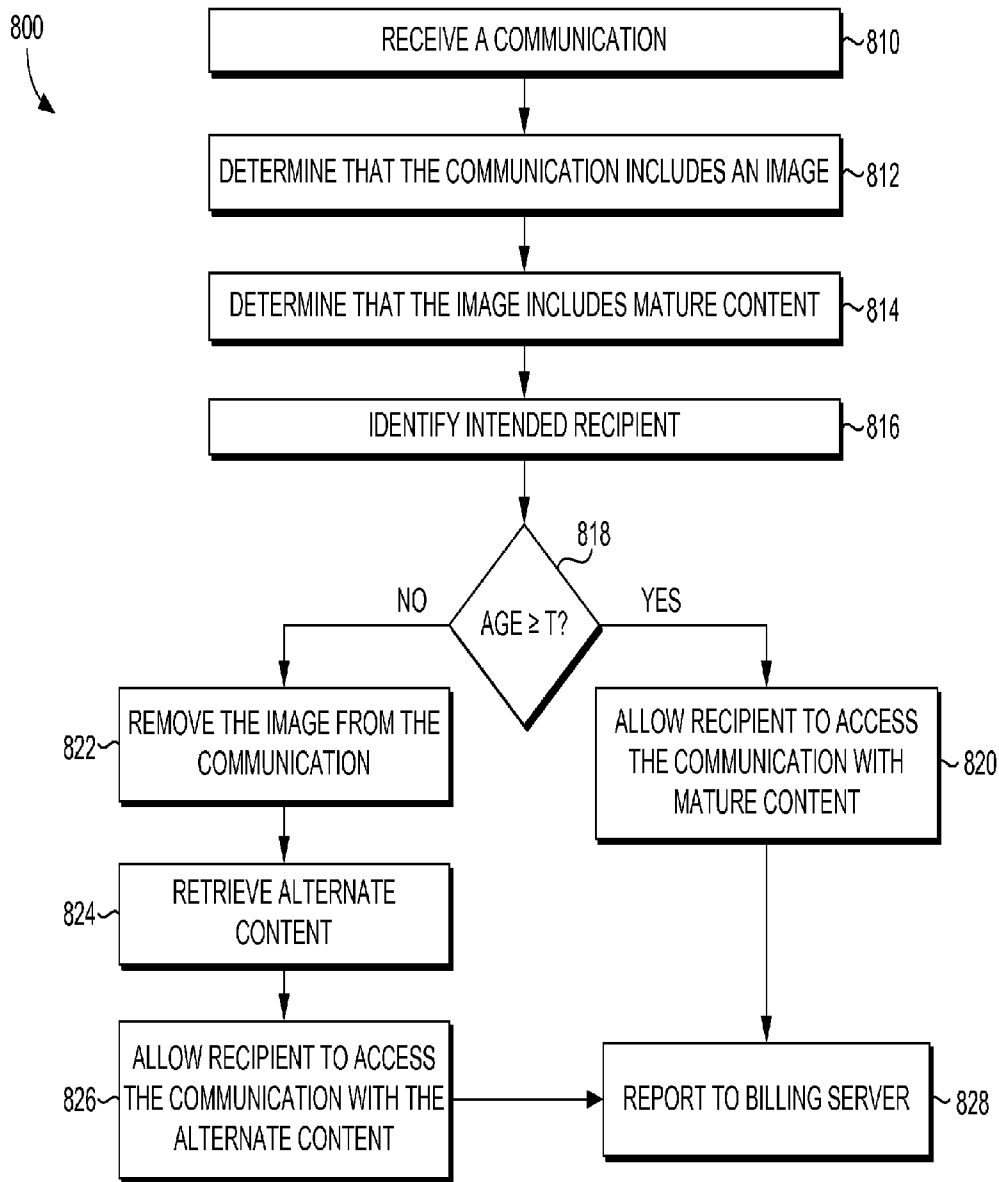 800
RECEIVE A COMMUNICATION
810
DETERMINE THAT THE COMMUNICATION INCLUDES AN IMAGE
812
DETERMINE THAT THE IMAGE INCLUDES MATURE CONTENT
814
IDENTIFY INTENDED RECIPIENT
816
818
AGE ≥ T?
NO
YES
REMOVE THE IMAGE FROM THE
COMMUNICATION
822
ALLOW RECIPIENT TO ACCESS
THE COMMUNICATION WITH
MATURE CONTENT
820
RETRIEVE ALTERNATE
CONTENT
824
ALLOW RECIPIENT TO ACCESS
THE COMMUNICATION WITH THE
ALTERNATE CONTENT
826
REPORT TO BILLING SERVER
828